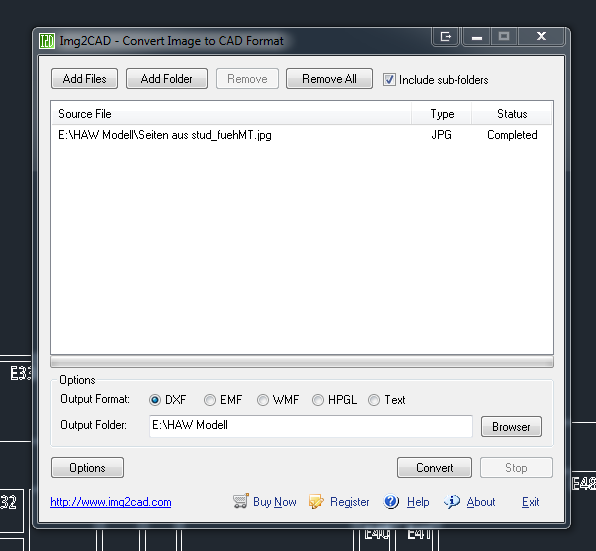 Img2CAD - Convert Image to CAD Format
Add Files Add Folder Remove Remove All Include sub-folders
Source File Type Status
E:\HAW Modell\Seiten aus stud_fuehMT.jpg JPG Completed
Options
Output Format: DXF EMF WMF HPGL Text
Output Folder: E:\HAW Modell Browser
Options Convert Stop
http://www.img2cad.com Buy Now Register Help About Exit
E33
32
E48
E40 E41